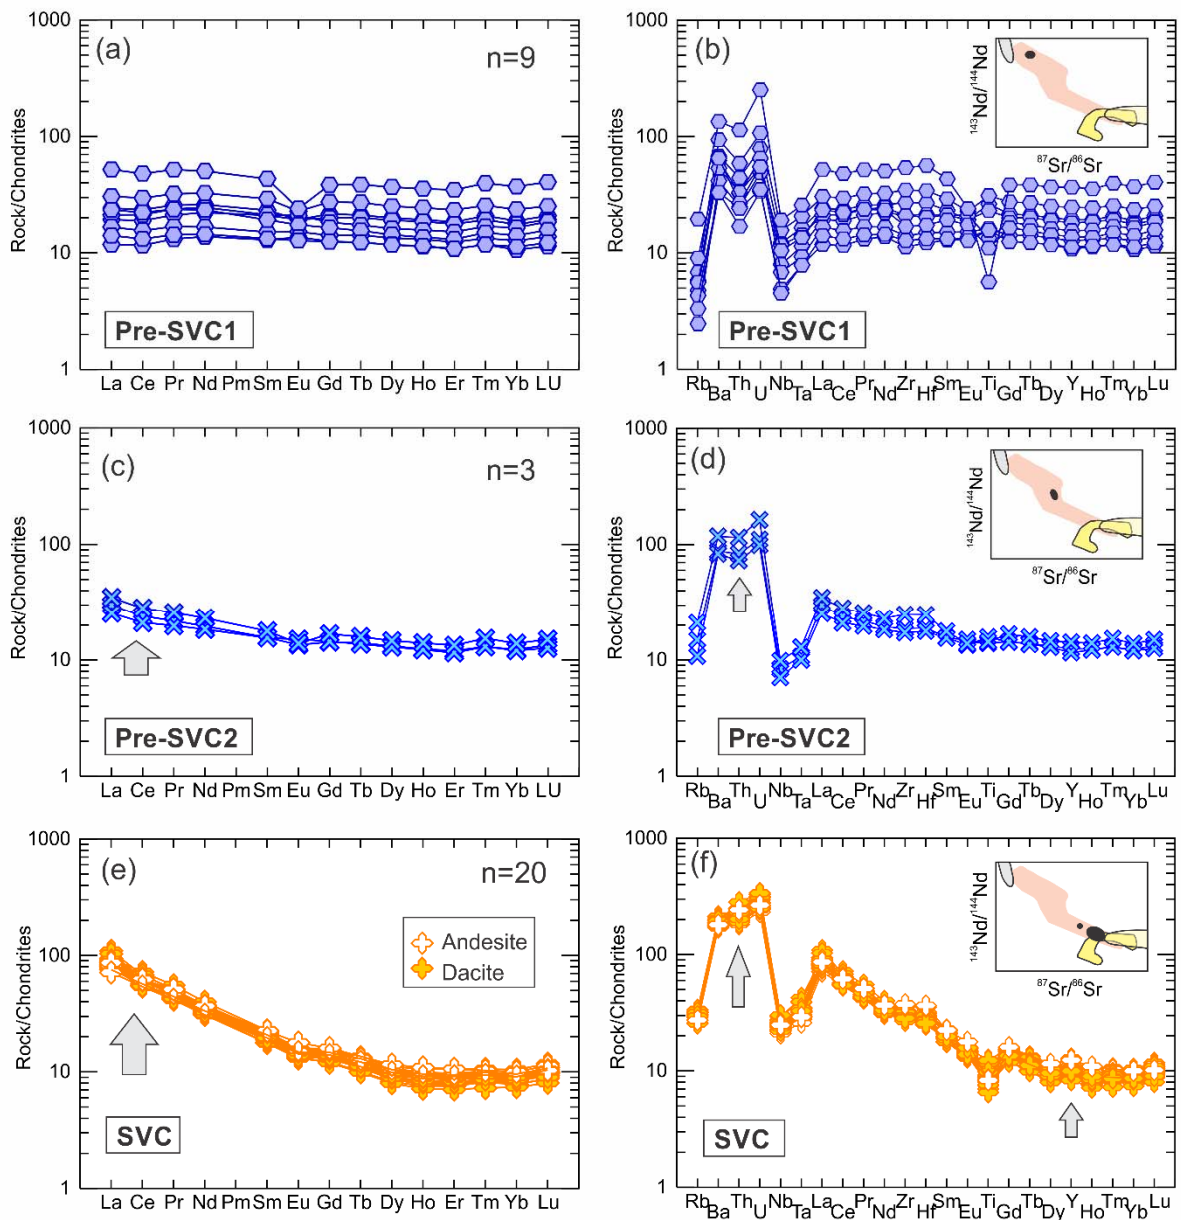 (a)
n=9
Rock/Chondrites
1000
100
10
1
Pre-SVC1
La Ce Pr Nd Pm Sm Eu Gd Tb Dy Ho Er Tm Yb LU
(b)
143Nd/144Nd
87Sr/86Sr
Rock/Chondrites
1000
100
10
1
Pre-SVC1
Rb Ba Th U Nb Ta La Ce Pr Nd Zr Hf Sm Eu Ti Gd Tb Dy Y Ho Tm Yb Lu
(c)
n=3
Rock/Chondrites
1000
100
10
1
Pre-SVC2
La Ce Pr Nd Pm Sm Eu Gd Tb Dy Ho Er Tm Yb LU
(d)
143Nd/144Nd
87Sr/86Sr
Rock/Chondrites
1000
100
10
1
Pre-SVC2
Rb Ba Th U Nb Ta La Ce Pr Nd Zr Hf Sm Eu Ti Gd Tb Dy Y Ho Tm Yb Lu
(e)
n=20
Andesite
Dacite
Rock/Chondrites
1000
100
10
1
SVC
La Ce Pr Nd Pm Sm Eu Gd Tb Dy Ho Er Tm Yb Lu
(f)
143Nd/144Nd
87Sr/86Sr
Rock/Chondrites
1000
100
10
1
SVC
Rb Ba Th U Nb Ta La Ce Pr Nd Zr Hf Sm Eu Ti Gd Tb Dy Y Ho Tm Yb Lu